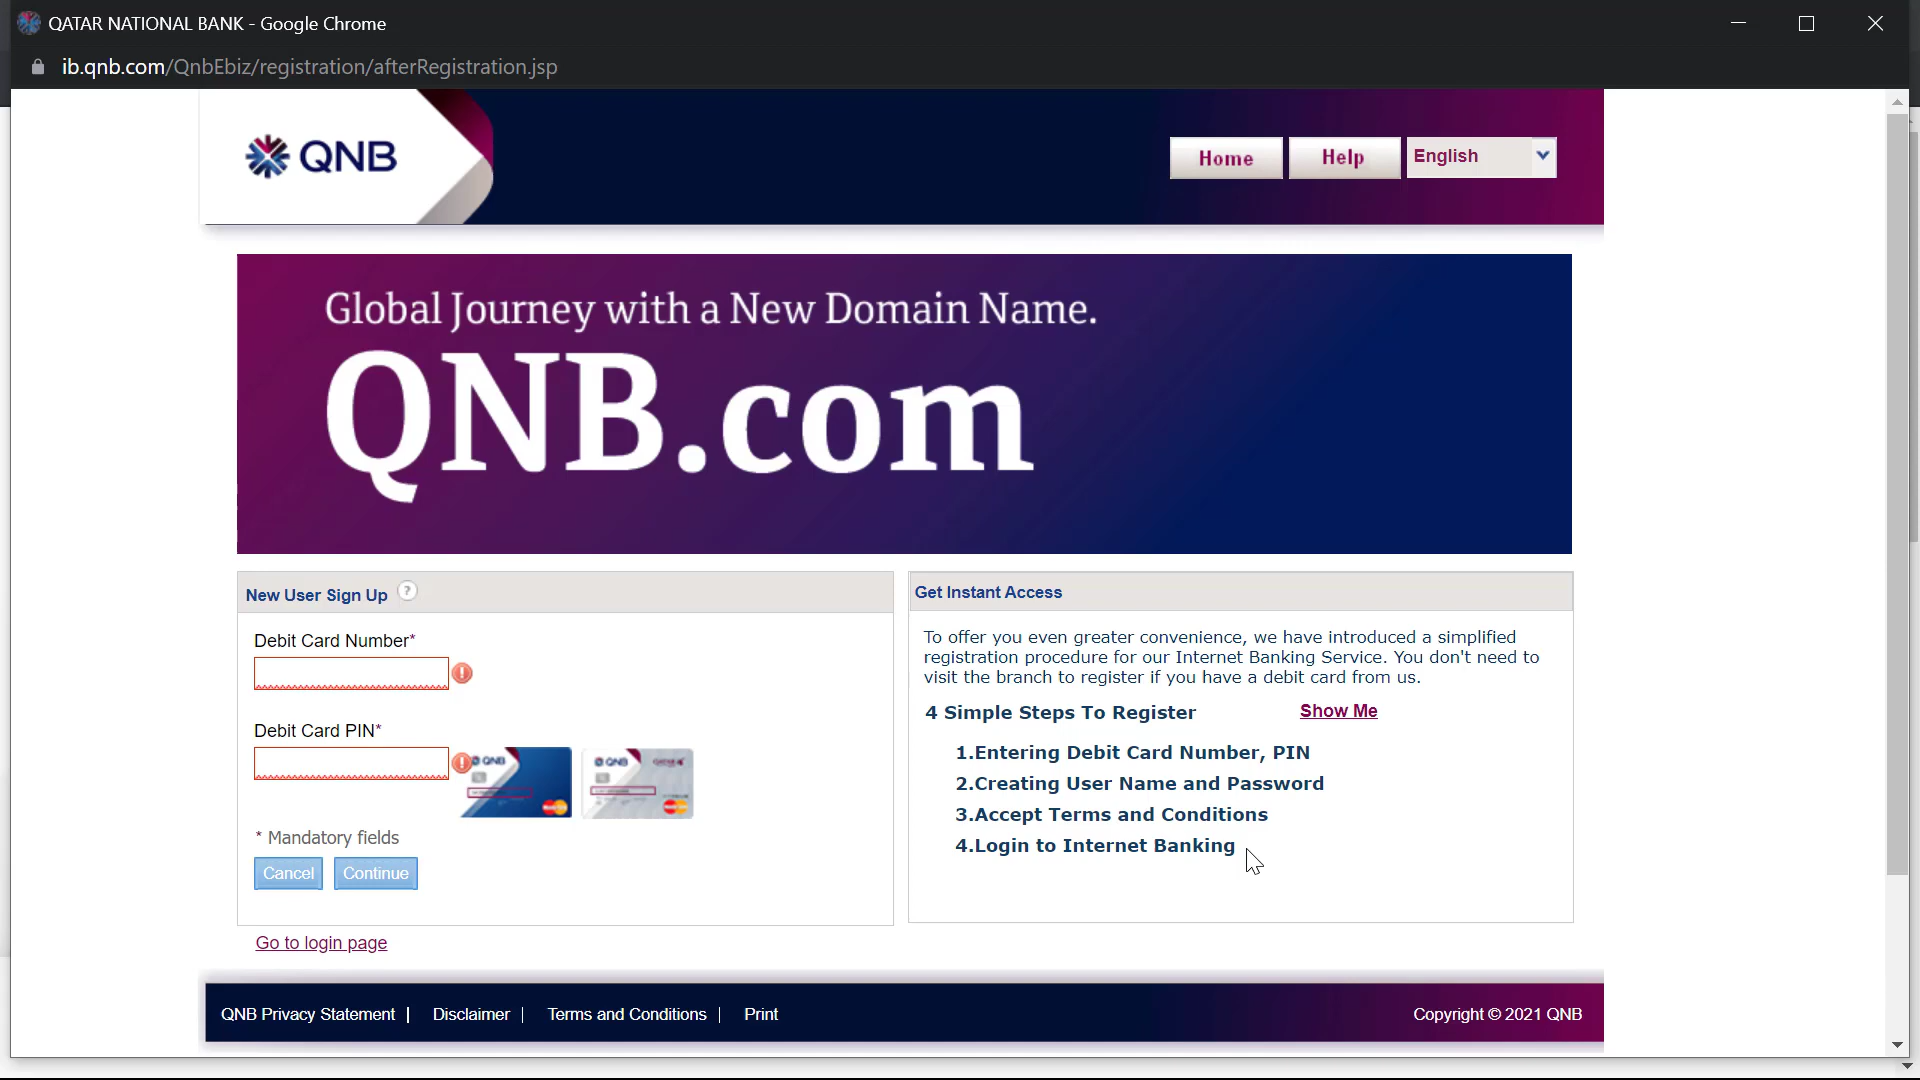 QATAR NATIONAL BANK - Google Chrome
ib.qnb.com/QnbEbiz/registration/afterRegistration.jsp
QNB
Home
Help
English
Global Journey with a New Domain Name.
QNB.com
New User Sign Up ?
Debit Card Number*
Debit Card PIN*
QNB
QNB
* Mandatory fields
Cancel
Continue
Go to login page
Get Instant Access
To offer you even greater convenience, we have introduced a simplified
registration procedure for our Internet Banking Service. You don't need to
visit the branch to register if you have a debit card from us.
4 Simple Steps To Register
Show Me
1.Entering Debit Card Number, PIN
2.Creating User Name and Password
3.Accept Terms and Conditions
4.Login to Internet Banking
QNB Privacy Statement |
Disclaimer |
Terms and Conditions |
Print
Copyright © 2021 QNB